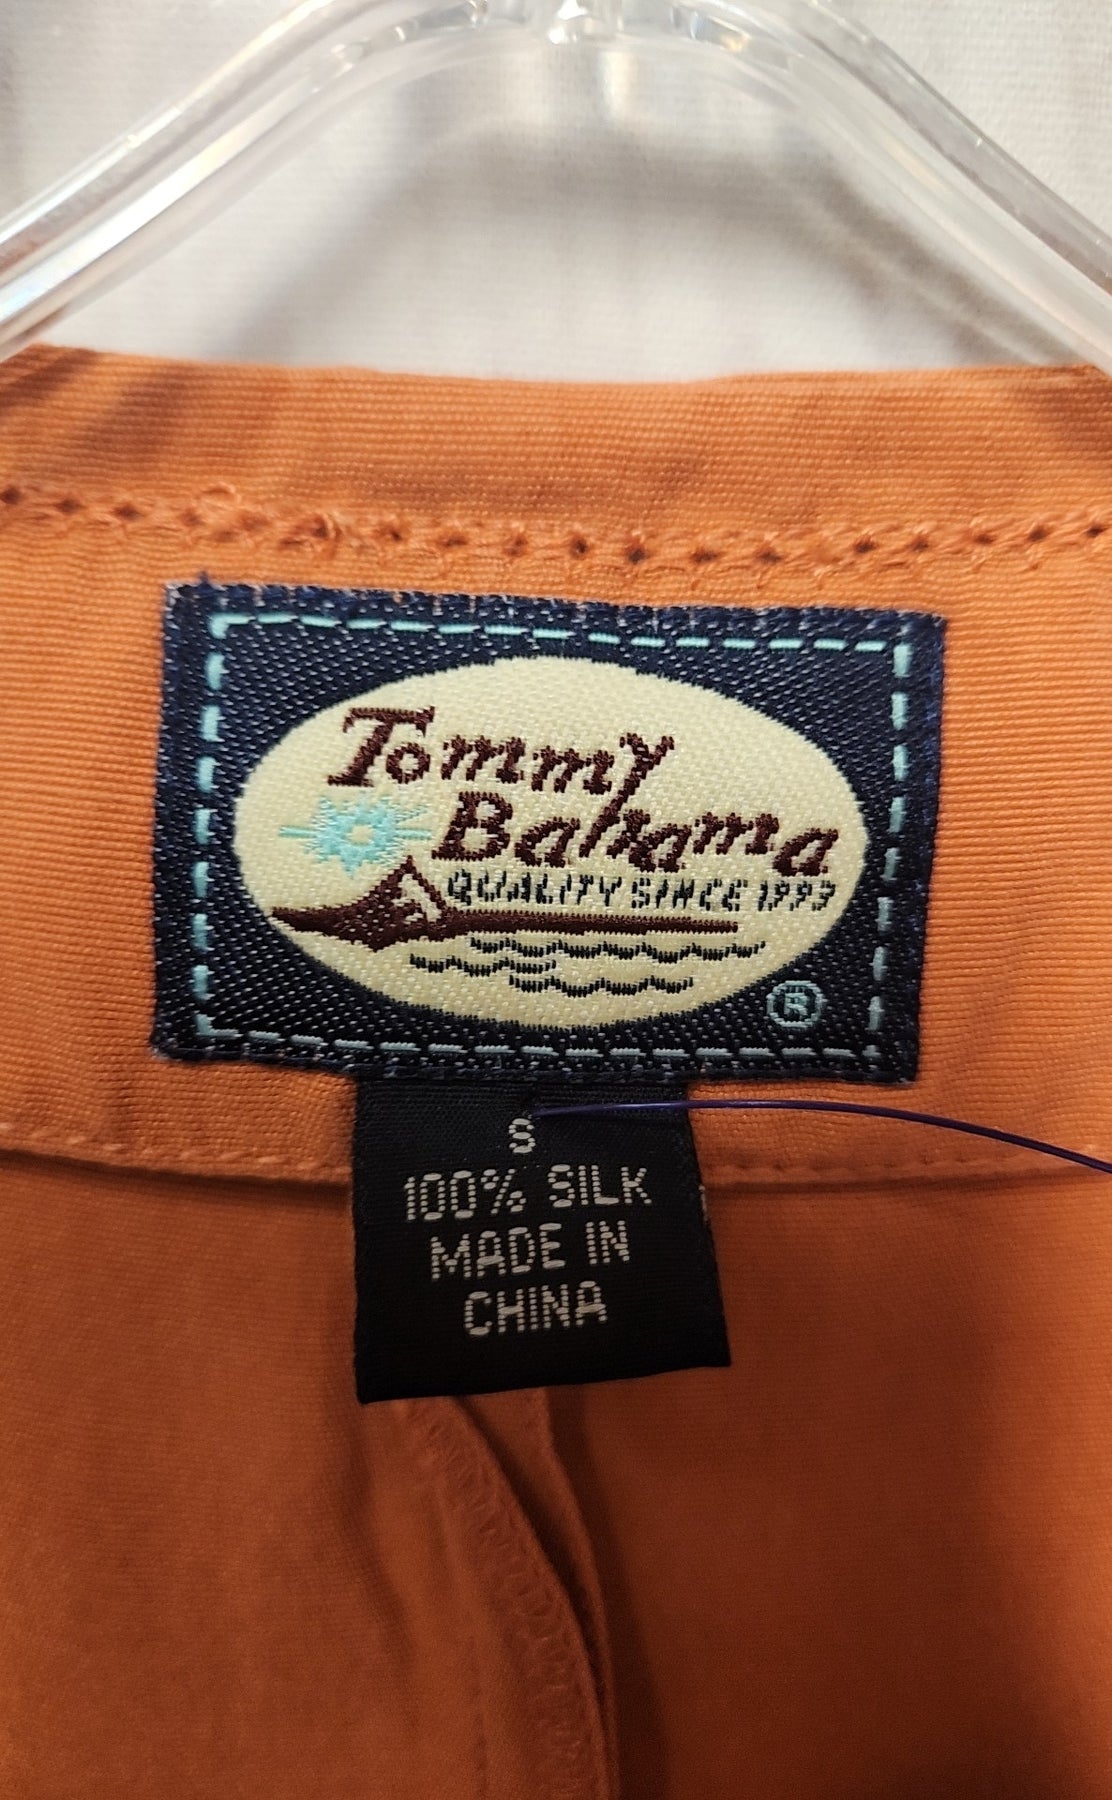 Tommy
Bahama
QUALITY SINCE 1993
®
S
100% SILK
MADE IN
CHINA